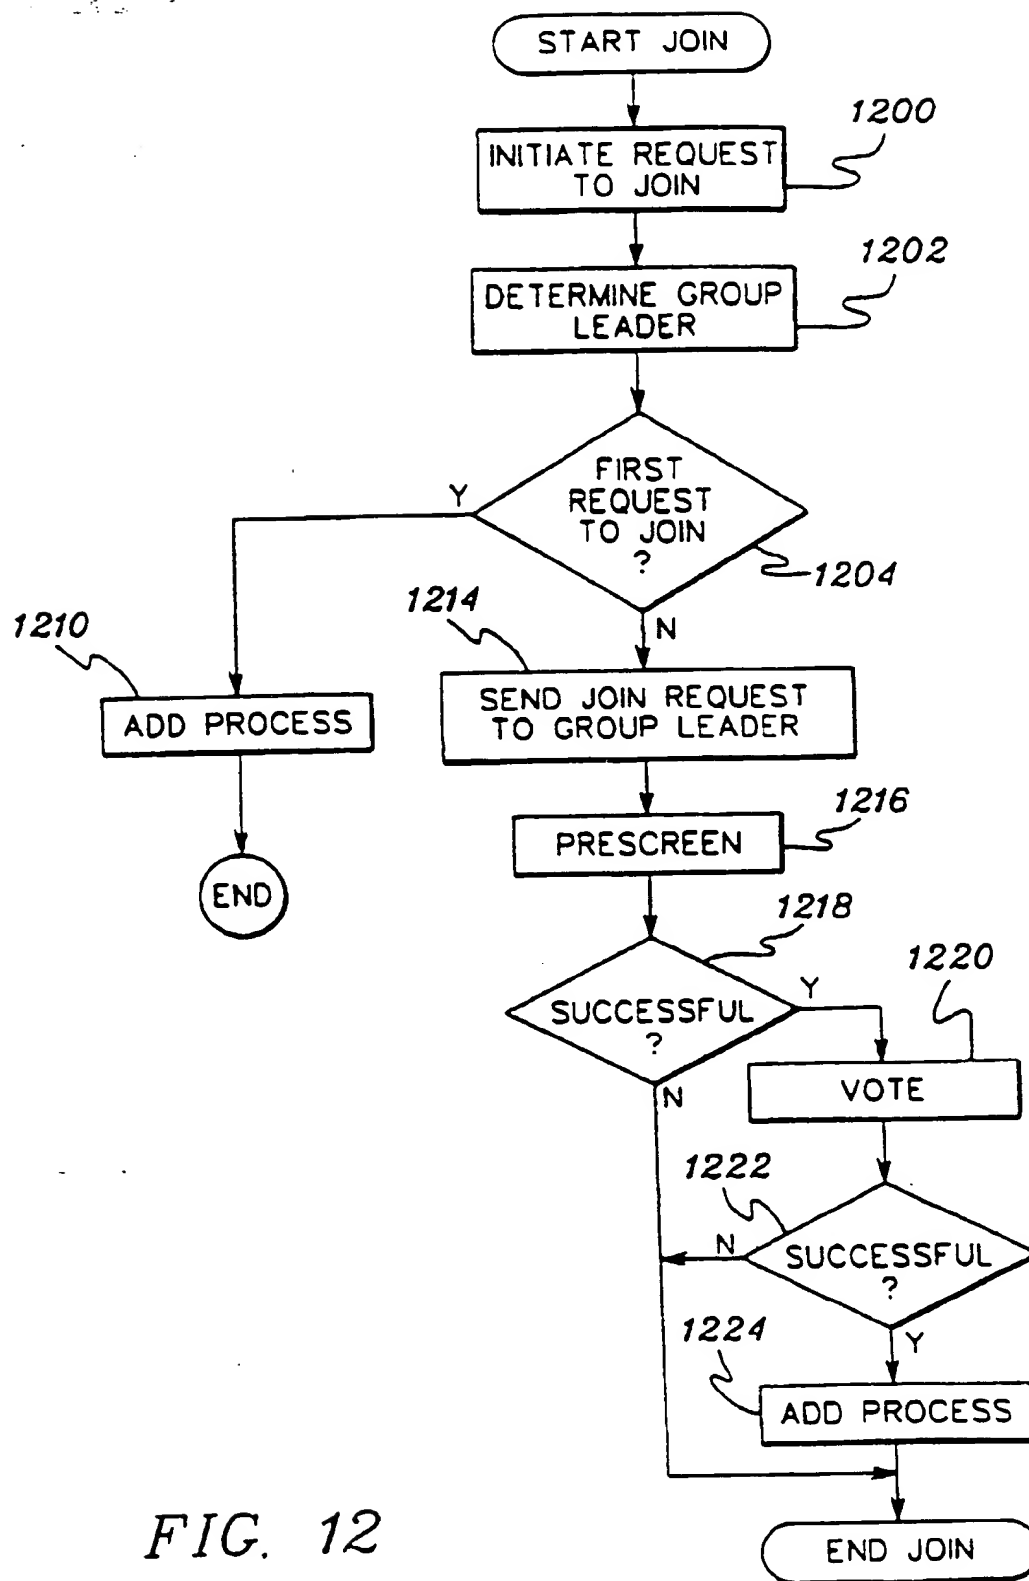 START JOIN
1200
INITIATE REQUEST
TO JOIN
1202
DETERMINE GROUP
LEADER
FIRST
REQUEST
TO JOIN
?
Y
1204
N
1214
1210
SEND JOIN REQUEST
TO GROUP LEADER
ADD PROCESS
1216
PRESCREEN
END
1218
SUCCESSFUL
?
Y
N
1220
VOTE
1222
SUCCESSFUL
?
N
Y
1224
ADD PROCESS
END JOIN
FIG. 12